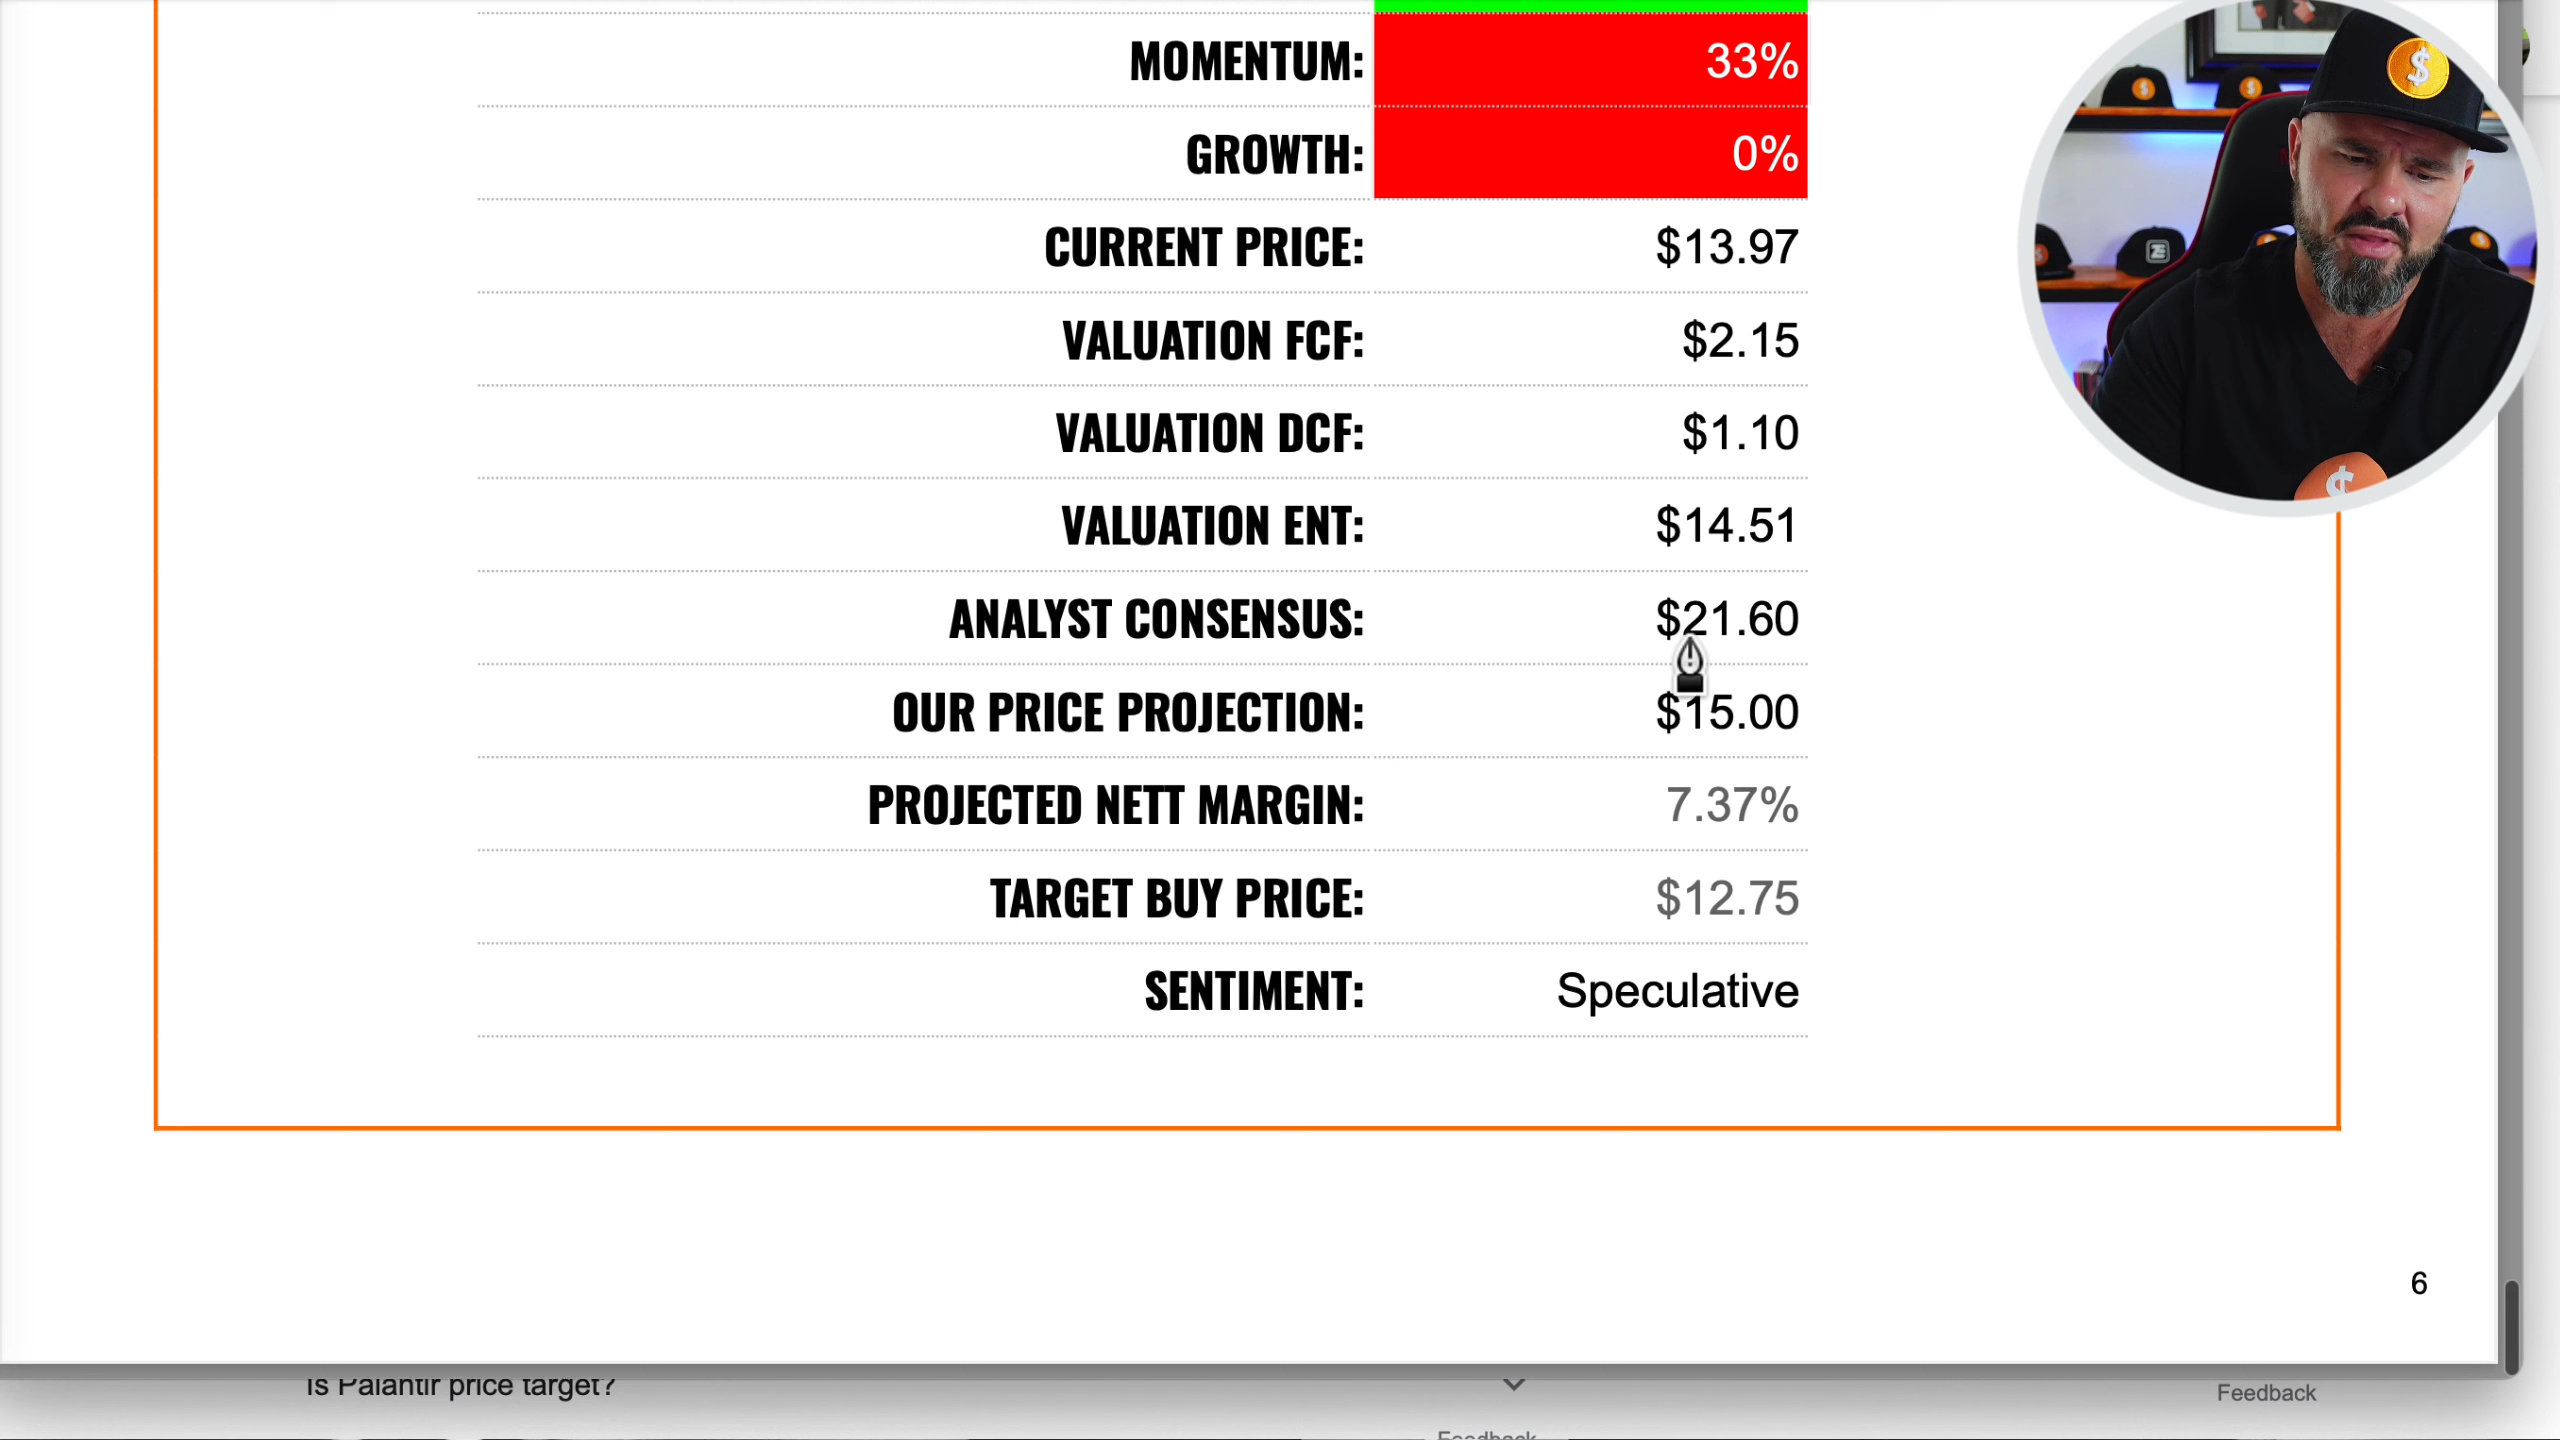 MOMENTUM: 33%
GROWTH: 0%
CURRENT PRICE: $13.97
VALUATION FCF: $2.15
VALUATION DCF: $1.10
VALUATION ENT: $14.51
ANALYST CONSENSUS: $21.60
OUR PRICE PROJECTION: $15.00
PROJECTED NETT MARGIN: 7.37%
TARGET BUY PRICE: $12.75
SENTIMENT: Speculative
6
is Palantir price target?
Feedback
Feedback
$
$